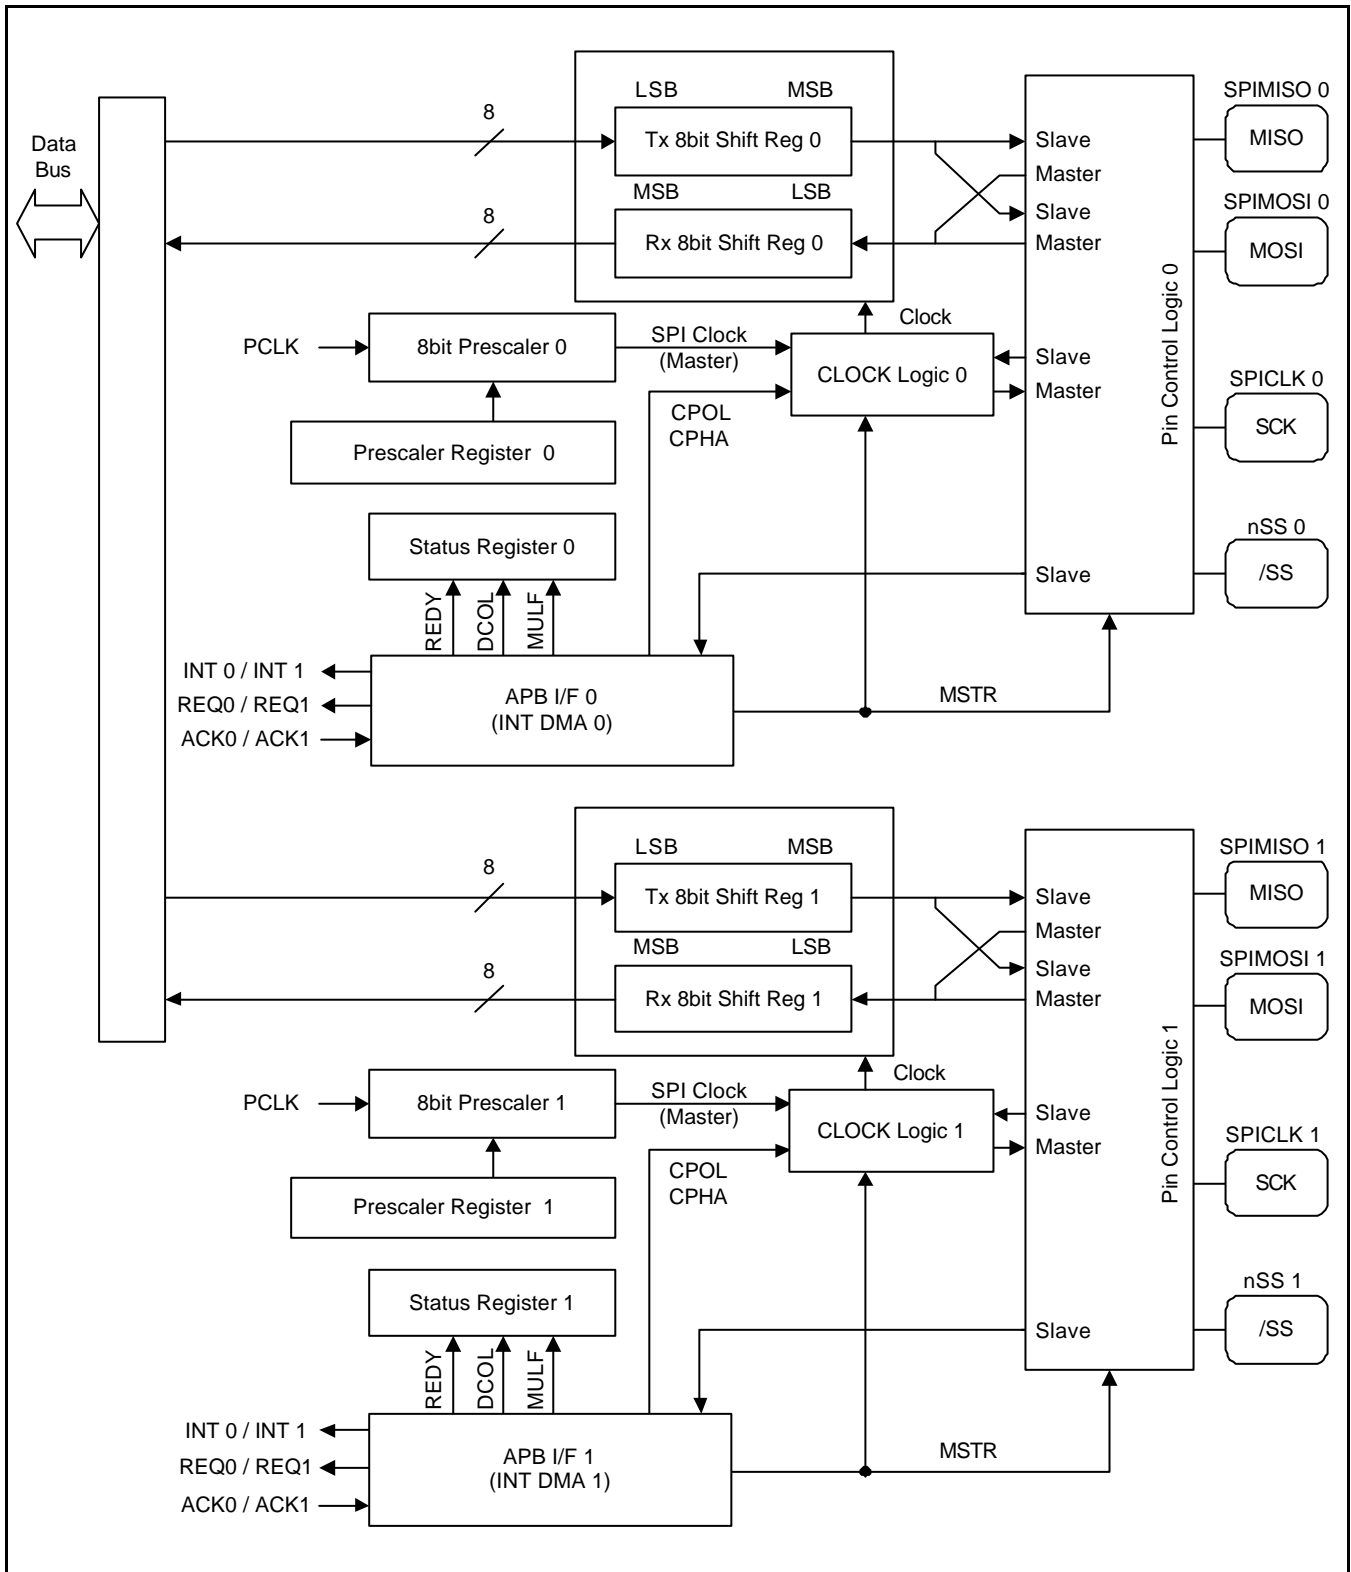 Data
Bus
8
8
LSB MSB
Tx 8bit Shift Reg 0
MSB LSB
Rx 8bit Shift Reg 0
Slave
Master
Slave
Master
SPIMISO 0
MISO
SPIMOSI 0
MOSI
PCLK
8bit Prescaler 0
SPI Clock
(Master)
Clock
CLOCK Logic 0
Slave
Master
Pin Control Logic 0
SPICLK 0
SCK
Prescaler Register 0
CPOL
CPHA
Status Register 0
REDY
DCOL
MULF
Slave
nSS 0
/SS
INT 0 / INT 1
REQ0 / REQ1
ACK0 / ACK1
APB I/F 0
(INT DMA 0)
MSTR
8
8
LSB MSB
Tx 8bit Shift Reg 1
MSB LSB
Rx 8bit Shift Reg 1
Slave
Master
Slave
Master
SPIMISO 1
MISO
SPIMOSI 1
MOSI
PCLK
8bit Prescaler 1
SPI Clock
(Master)
Clock
CLOCK Logic 1
Slave
Master
Pin Control Logic 1
SPICLK 1
SCK
Prescaler Register 1
CPOL
CPHA
Status Register 1
REDY
DCOL
MULF
Slave
nSS 1
/SS
INT 0 / INT 1
REQ0 / REQ1
ACK0 / ACK1
APB I/F 1
(INT DMA 1)
MSTR